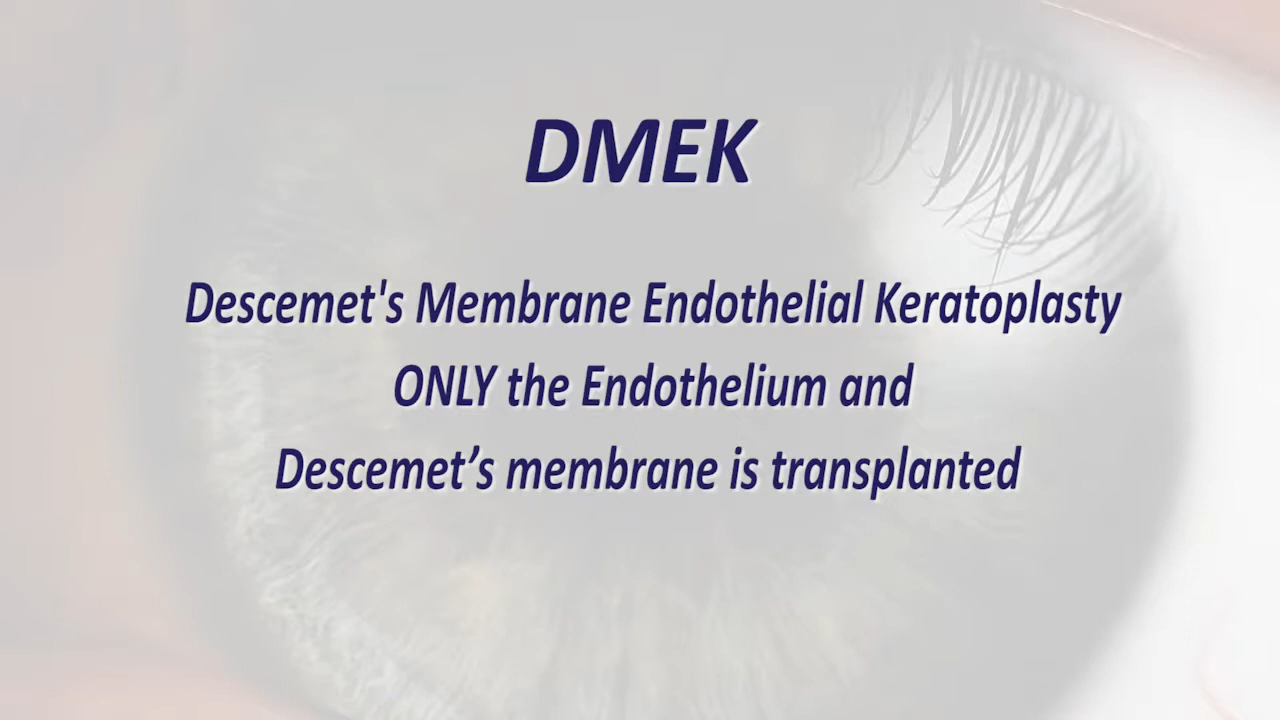 DMEK
Descemet's Membrane Endothelial Keratoplasty
ONLY the Endothelium and
Descemet’s membrane is transplanted